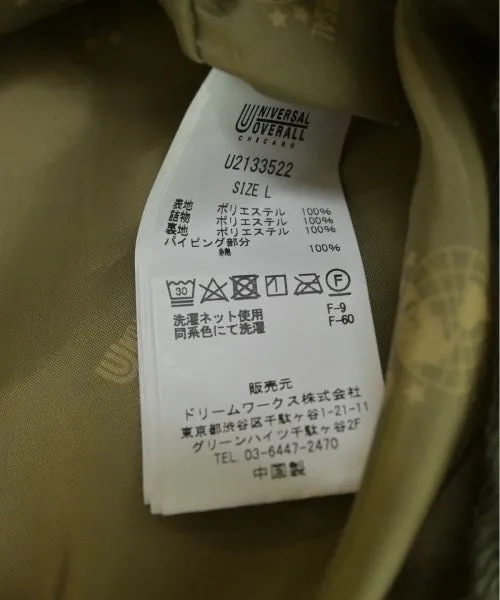 UNIVERSAL
OVERALL
CHICAGO
U2133522
SIZE L
表地 ポリエステル 100%
詰物 ポリエステル 100%
裏地 ポリエステル 100%
パイピング部分
綿 100%
30 F
洗濯ネット使用 F-9
同系色にて洗濯 F-60
販売元
ドリームワークス株式会社
東京都渋谷区千駄ヶ谷1-21-11
グリーンハイツ千駄ヶ谷2F
TEL 03-6447-2470
中国製